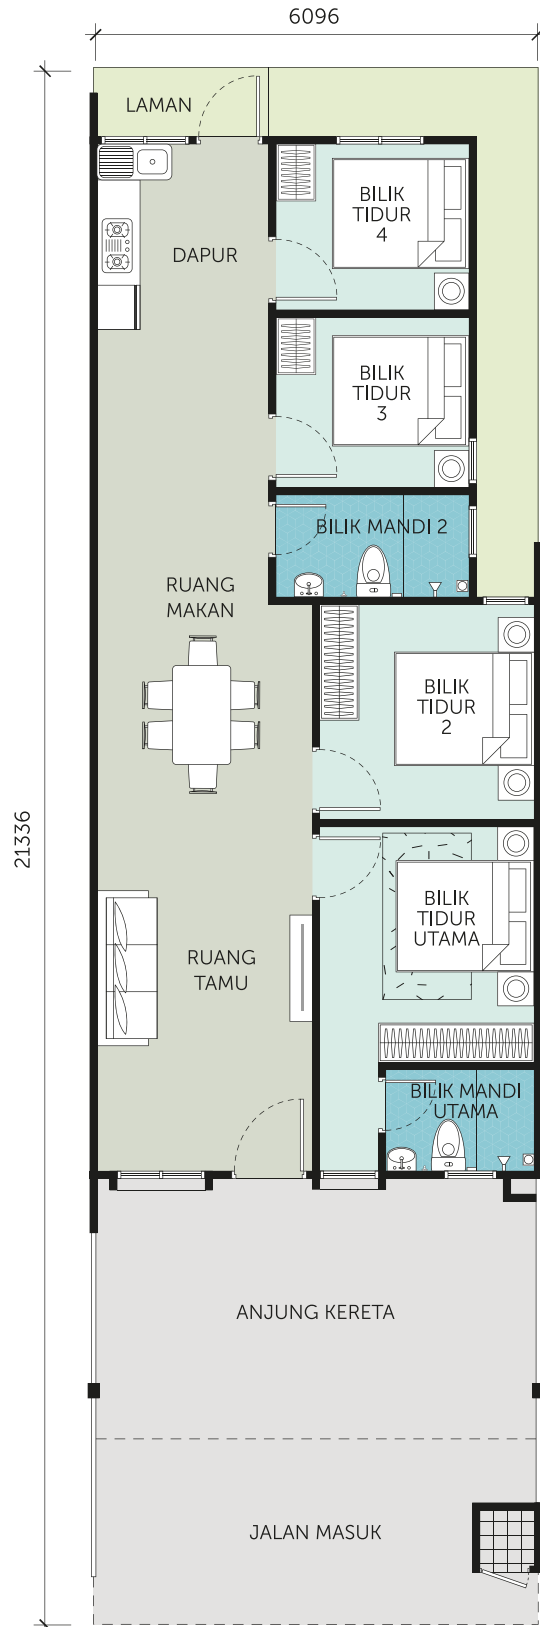 6096
LAMAN
BILIK
TIDUR
4
DAPUR
BILIK
TIDUR
3
BILIK MANDI 2
RUANG
MAKAN
BILIK
TIDUR
2
21336
BILIK
TIDUR
UTAMA
RUANG
TAMU
BILIK MANDI
UTAMA
ANJUNG KERETA
JALAN MASUK